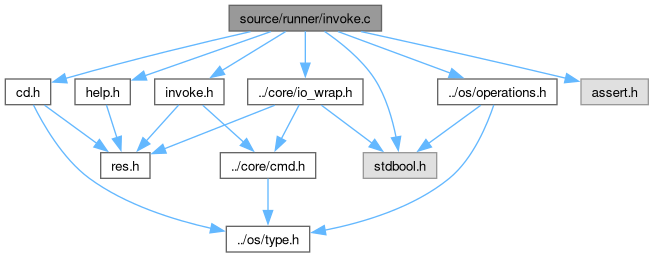 source/runner/invoke.c
cd.h
help.h
invoke.h
../core/io_wrap.h
../os/operations.h
assert.h
res.h
../core/cmd.h
stdbool.h
../os/type.h